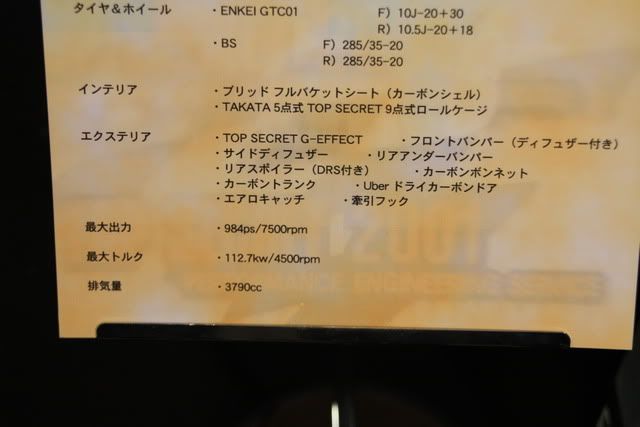 タイヤ＆ホイール ・ENKEI GTC01 F）10J-20＋30
R）10.5J-20＋18
・BS F）285/35-20
R）285/35-20
インテリア ・ブリッド フルバケットシート（カーボンシェル）
・TAKATA 5点式 TOP SECRET 9点式ロールケージ
エクステリア ・TOP SECRET G-EFFECT ・フロントバンパー（ディフュザー付き）
・サイドディフュザー ・リアアンダーバンパー
・リアスポイラー（DRS付き） ・カーボンボンネット
・カーボントランク ・Uber ドライカーボンドア
・エアロキャッチ ・牽引フック
最大出力 ・984ps/7500rpm
最大トルク ・112.7kw/4500rpm
排気量 ・3790cc